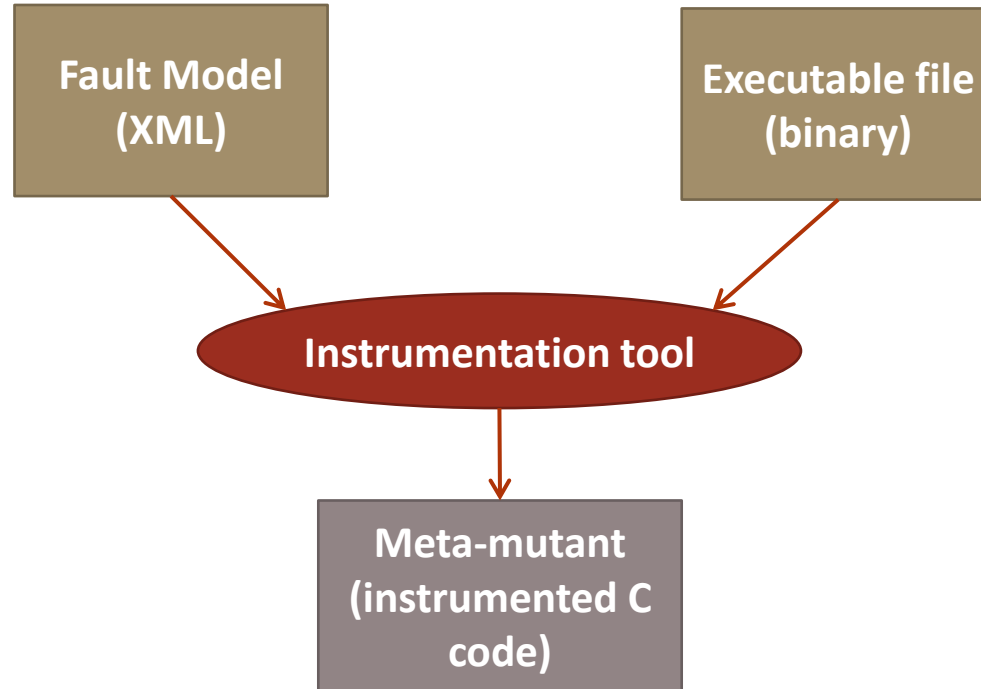 Fault Model
(XML)
Executable file
(binary)
Instrumentation tool
Meta-mutant
(instrumented C
code)